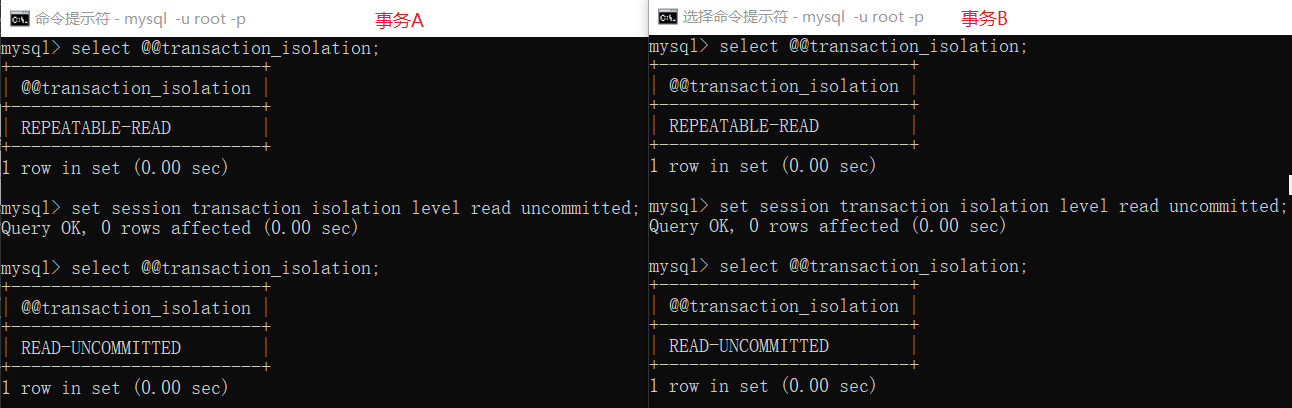 命令提示符 - mysql  -u root -p
事务A
mysql> select @@transaction_isolation;
+-------------------------+
| @@transaction_isolation |
+-------------------------+
| REPEATABLE-READ         |
+-------------------------+
1 row in set (0.00 sec)
mysql> set session transaction isolation level read uncommitted;
Query OK, 0 rows affected (0.00 sec)
mysql> select @@transaction_isolation;
+-------------------------+
| @@transaction_isolation |
+-------------------------+
| READ-UNCOMMITTED        |
+-------------------------+
1 row in set (0.00 sec)
选择命令提示符 - mysql  -u root -p
事务B
mysql> select @@transaction_isolation;
+-------------------------+
| @@transaction_isolation |
+-------------------------+
| REPEATABLE-READ         |
+-------------------------+
1 row in set (0.00 sec)
mysql> set session transaction isolation level read uncommitted;
Query OK, 0 rows affected (0.00 sec)
mysql> select @@transaction_isolation;
+-------------------------+
| @@transaction_isolation |
+-------------------------+
| READ-UNCOMMITTED        |
+-------------------------+
1 row in set (0.00 sec)